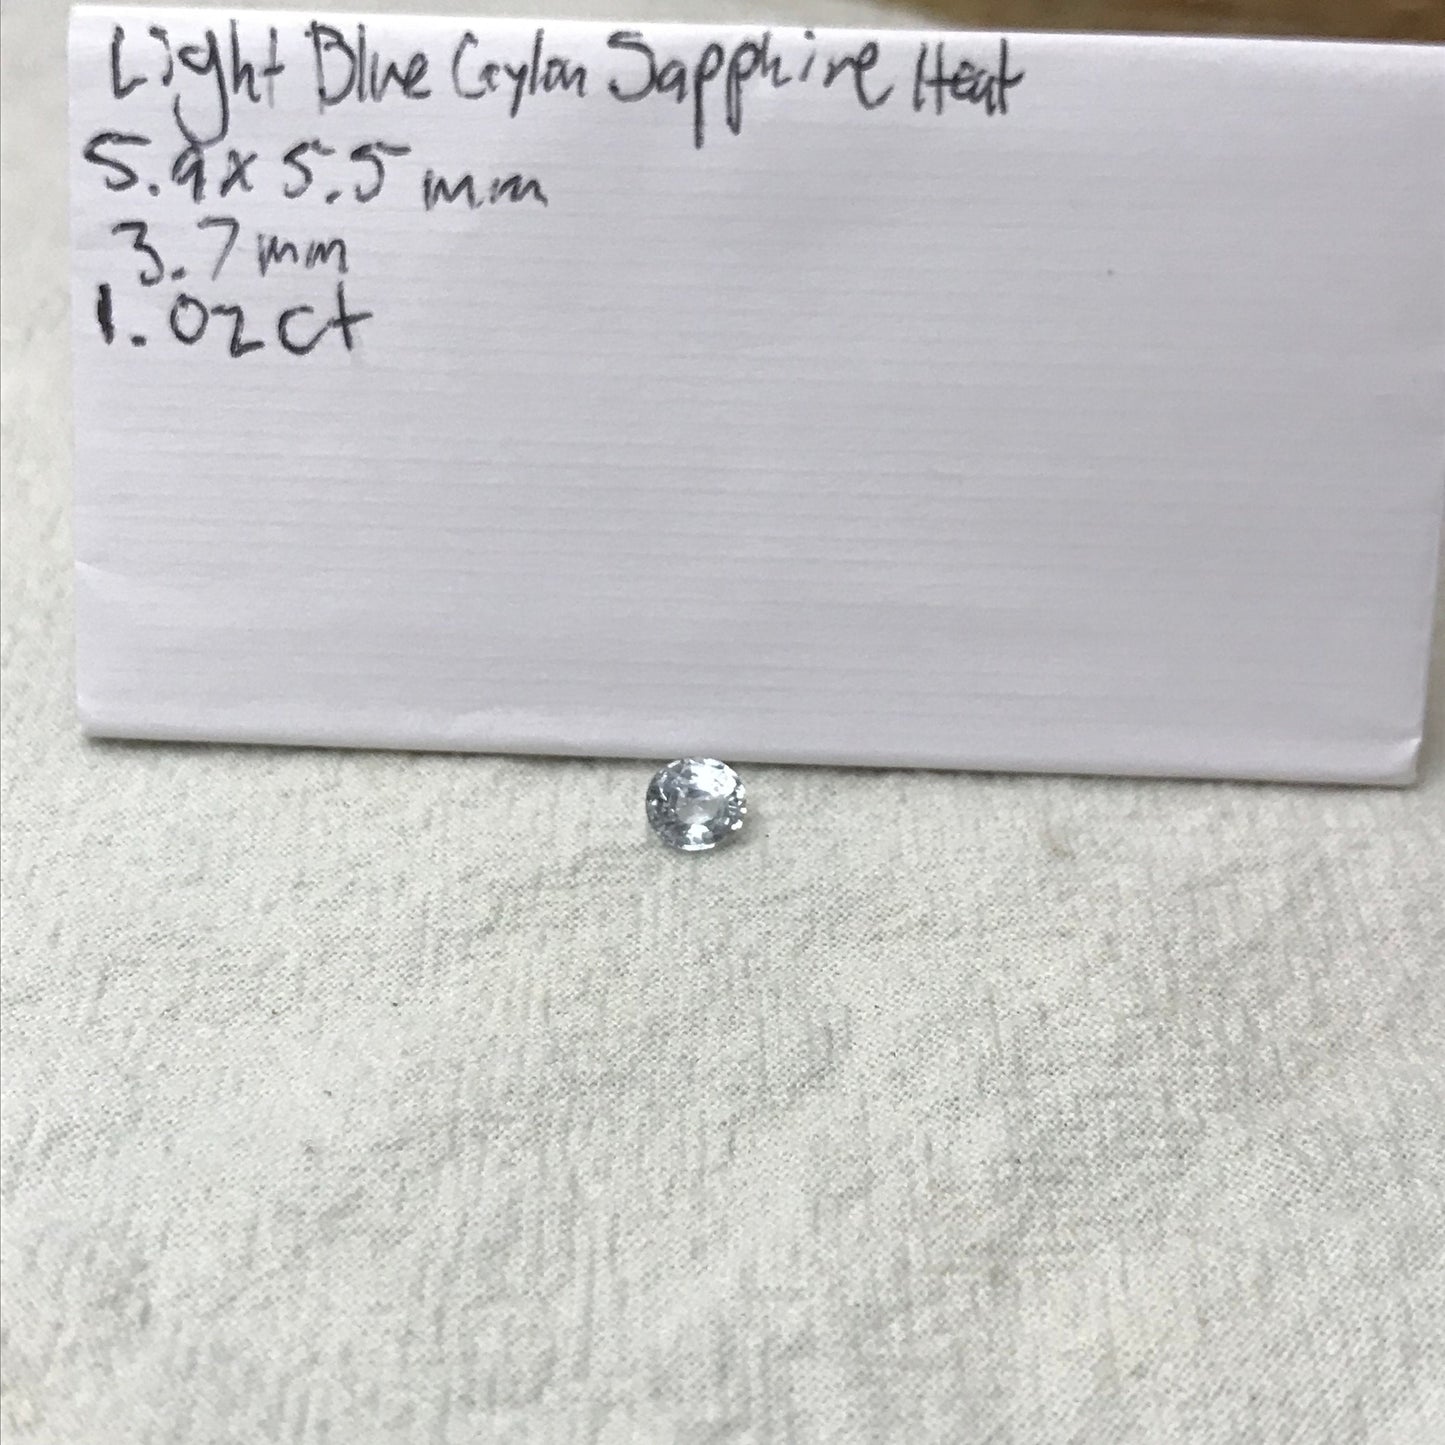 Light Blue Ceylon Sapphire Heat
5.9x5.5mm
3.7mm
1.02ct